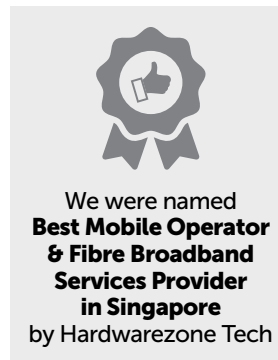 We were named
Best Mobile Operator
& Fibre Broadband
Services Provider
in Singapore
by Hardwarezone Tech